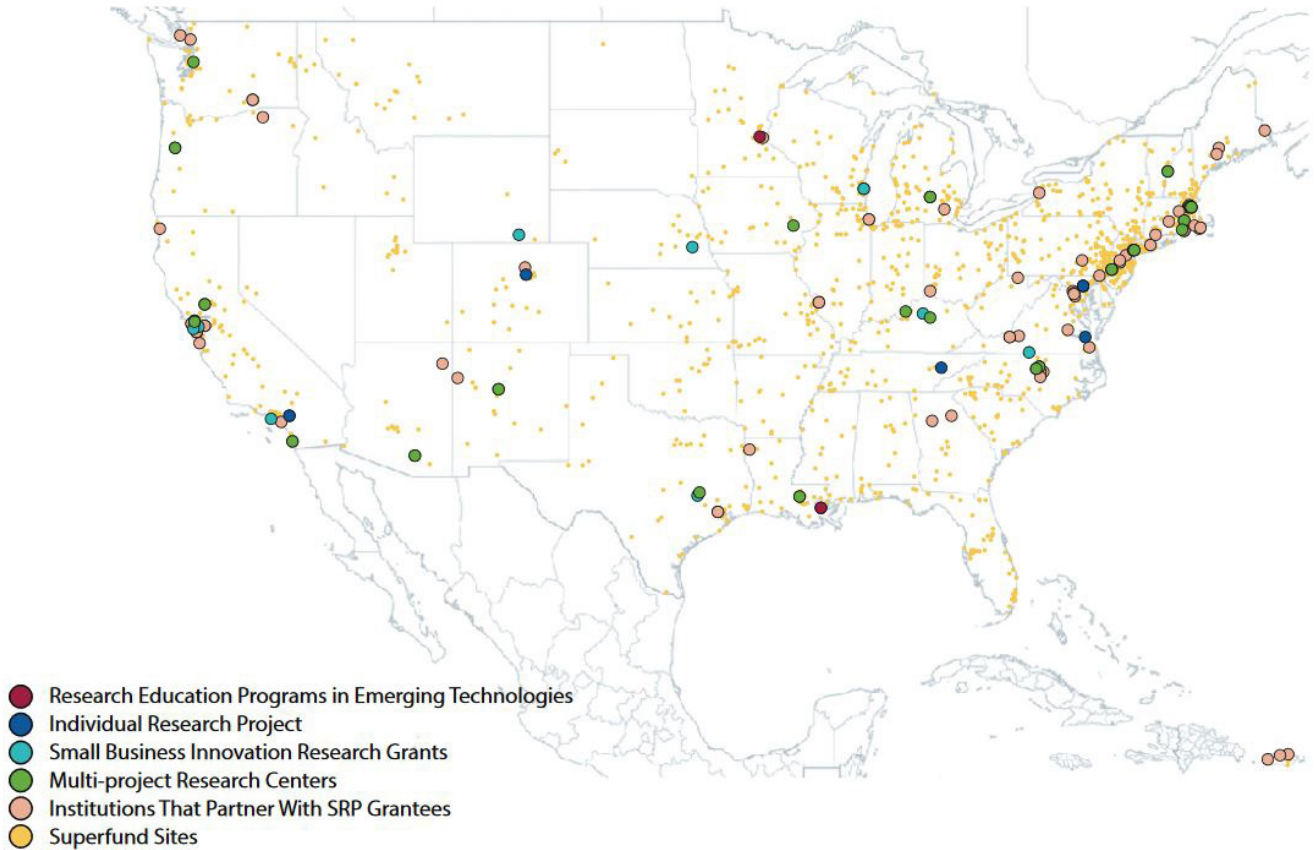 Research Education Programs in Emerging Technologies
Individual Research Project
Small Business Innovation Research Grants
Multi-project Research Centers
Institutions That Partner With SRP Grantees
Superfund Sites